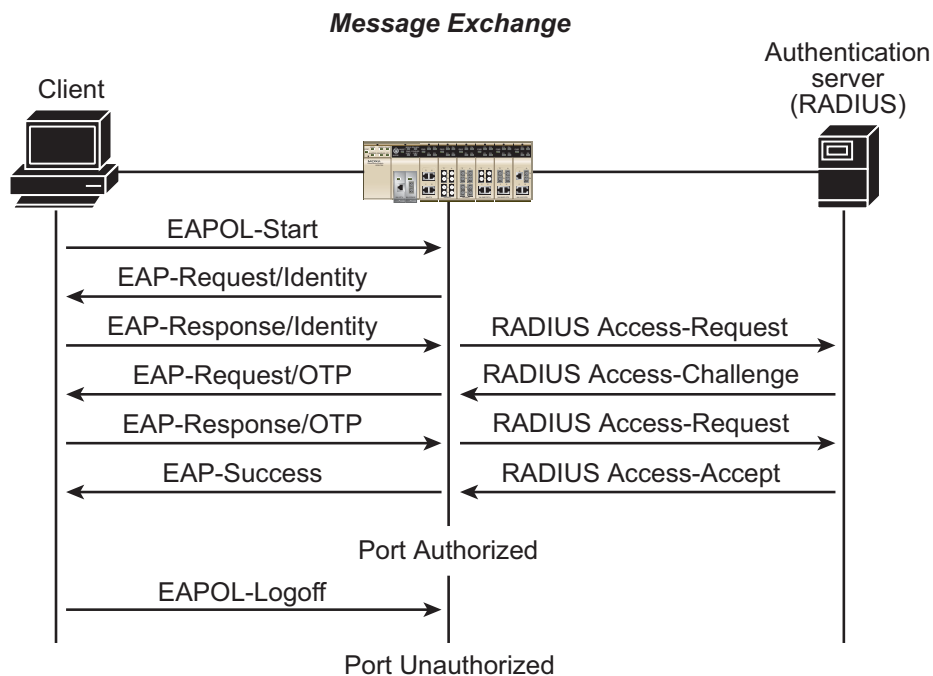 Message Exchange
Client
Authentication
server
(RADIUS)
EAPOL-Start
EAP-Request/Identity
EAP-Response/Identity
RADIUS Access-Request
EAP-Request/OTP
RADIUS Access-Challenge
EAP-Response/OTP
RADIUS Access-Request
EAP-Success
RADIUS Access-Accept
Port Authorized
EAPOL-Logoff
Port Unauthorized